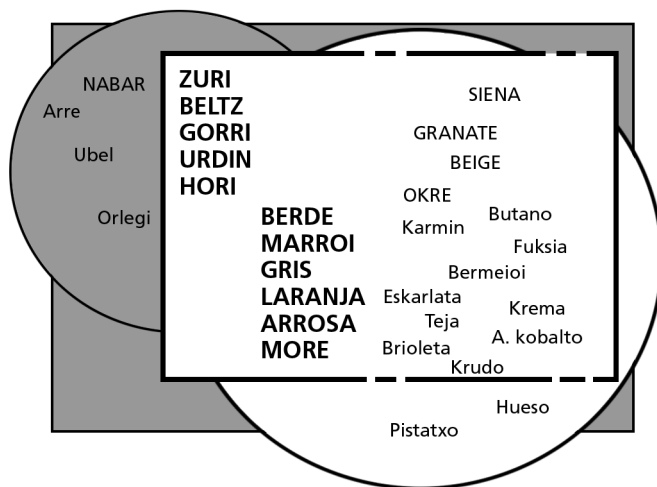 NABAR
Arre
Ubel
Orlegi
ZURI
BELTZ
GORRI
URDIN
HORI
BERDE
MARROI
GRIS
LARANJA
ARROSA
MORE
SIENA
GRANATE
BEIGE
OKRE
Karmin
Butano
Fuksia
Bermeioi
Eskarlata
Krema
Teja
A. kobalto
Brioleta
Krudo
Hueso
Pistatxo